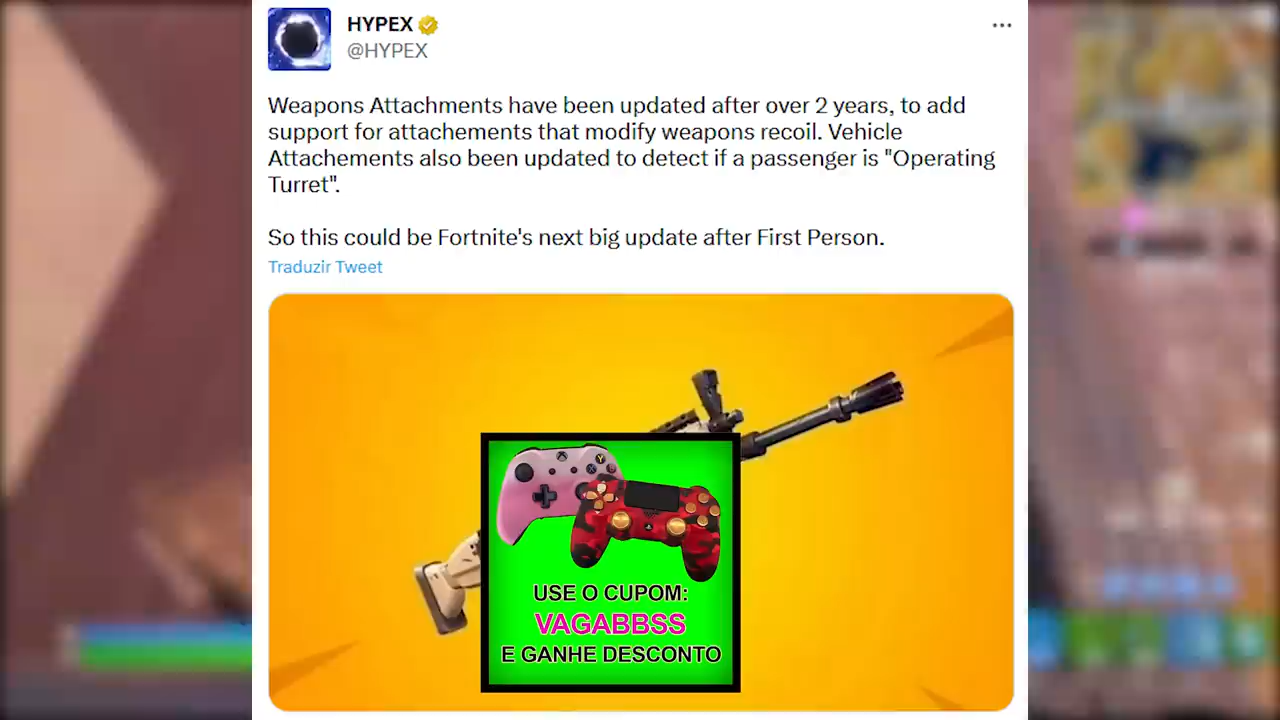 HYPEX
@HYPEX
Weapons Attachments have been updated after over 2 years, to add
support for attachements that modify weapons recoil. Vehicle
Attachements also been updated to detect if a passenger is "Operating
Turret".
So this could be Fortnite's next big update after First Person.
Traduzir Tweet
USE O CUPOM:
VAGABBSS
E GANHE DESCONTO